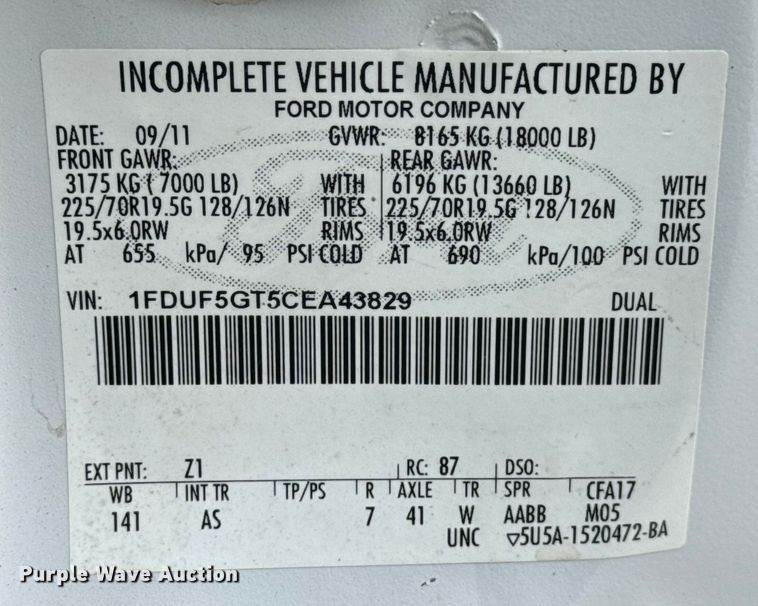 INCOMPLETE VEHICLE MANUFACTURED BY
FORD MOTOR COMPANY
DATE: 09/11 GVWR: 8165 KG (18000 LB)
FRONT GAWR: REAR GAWR:
3175 KG ( 7000 LB) WITH 6196 KG (13660 LB) WITH
225/70R19.5G 128/126N TIRES 225/70R19.5G 128/126N TIRES
19.5x6.0RW RIMS 19.5x6.0RW RIMS
AT 655 kPa/ 95 PSI COLD AT 690 kPa/100 PSI COLD
VIN: 1FDUF5GT5CEA43829 DUAL
EXT PNT: Z1 RC: 87 DSO:
WB INT TR TP/PS R AXLE TR SPR CFA17
141 AS 7 41 W AABB M05
UNC ▽5U5A-1520472-BA
Purple Wave Auction